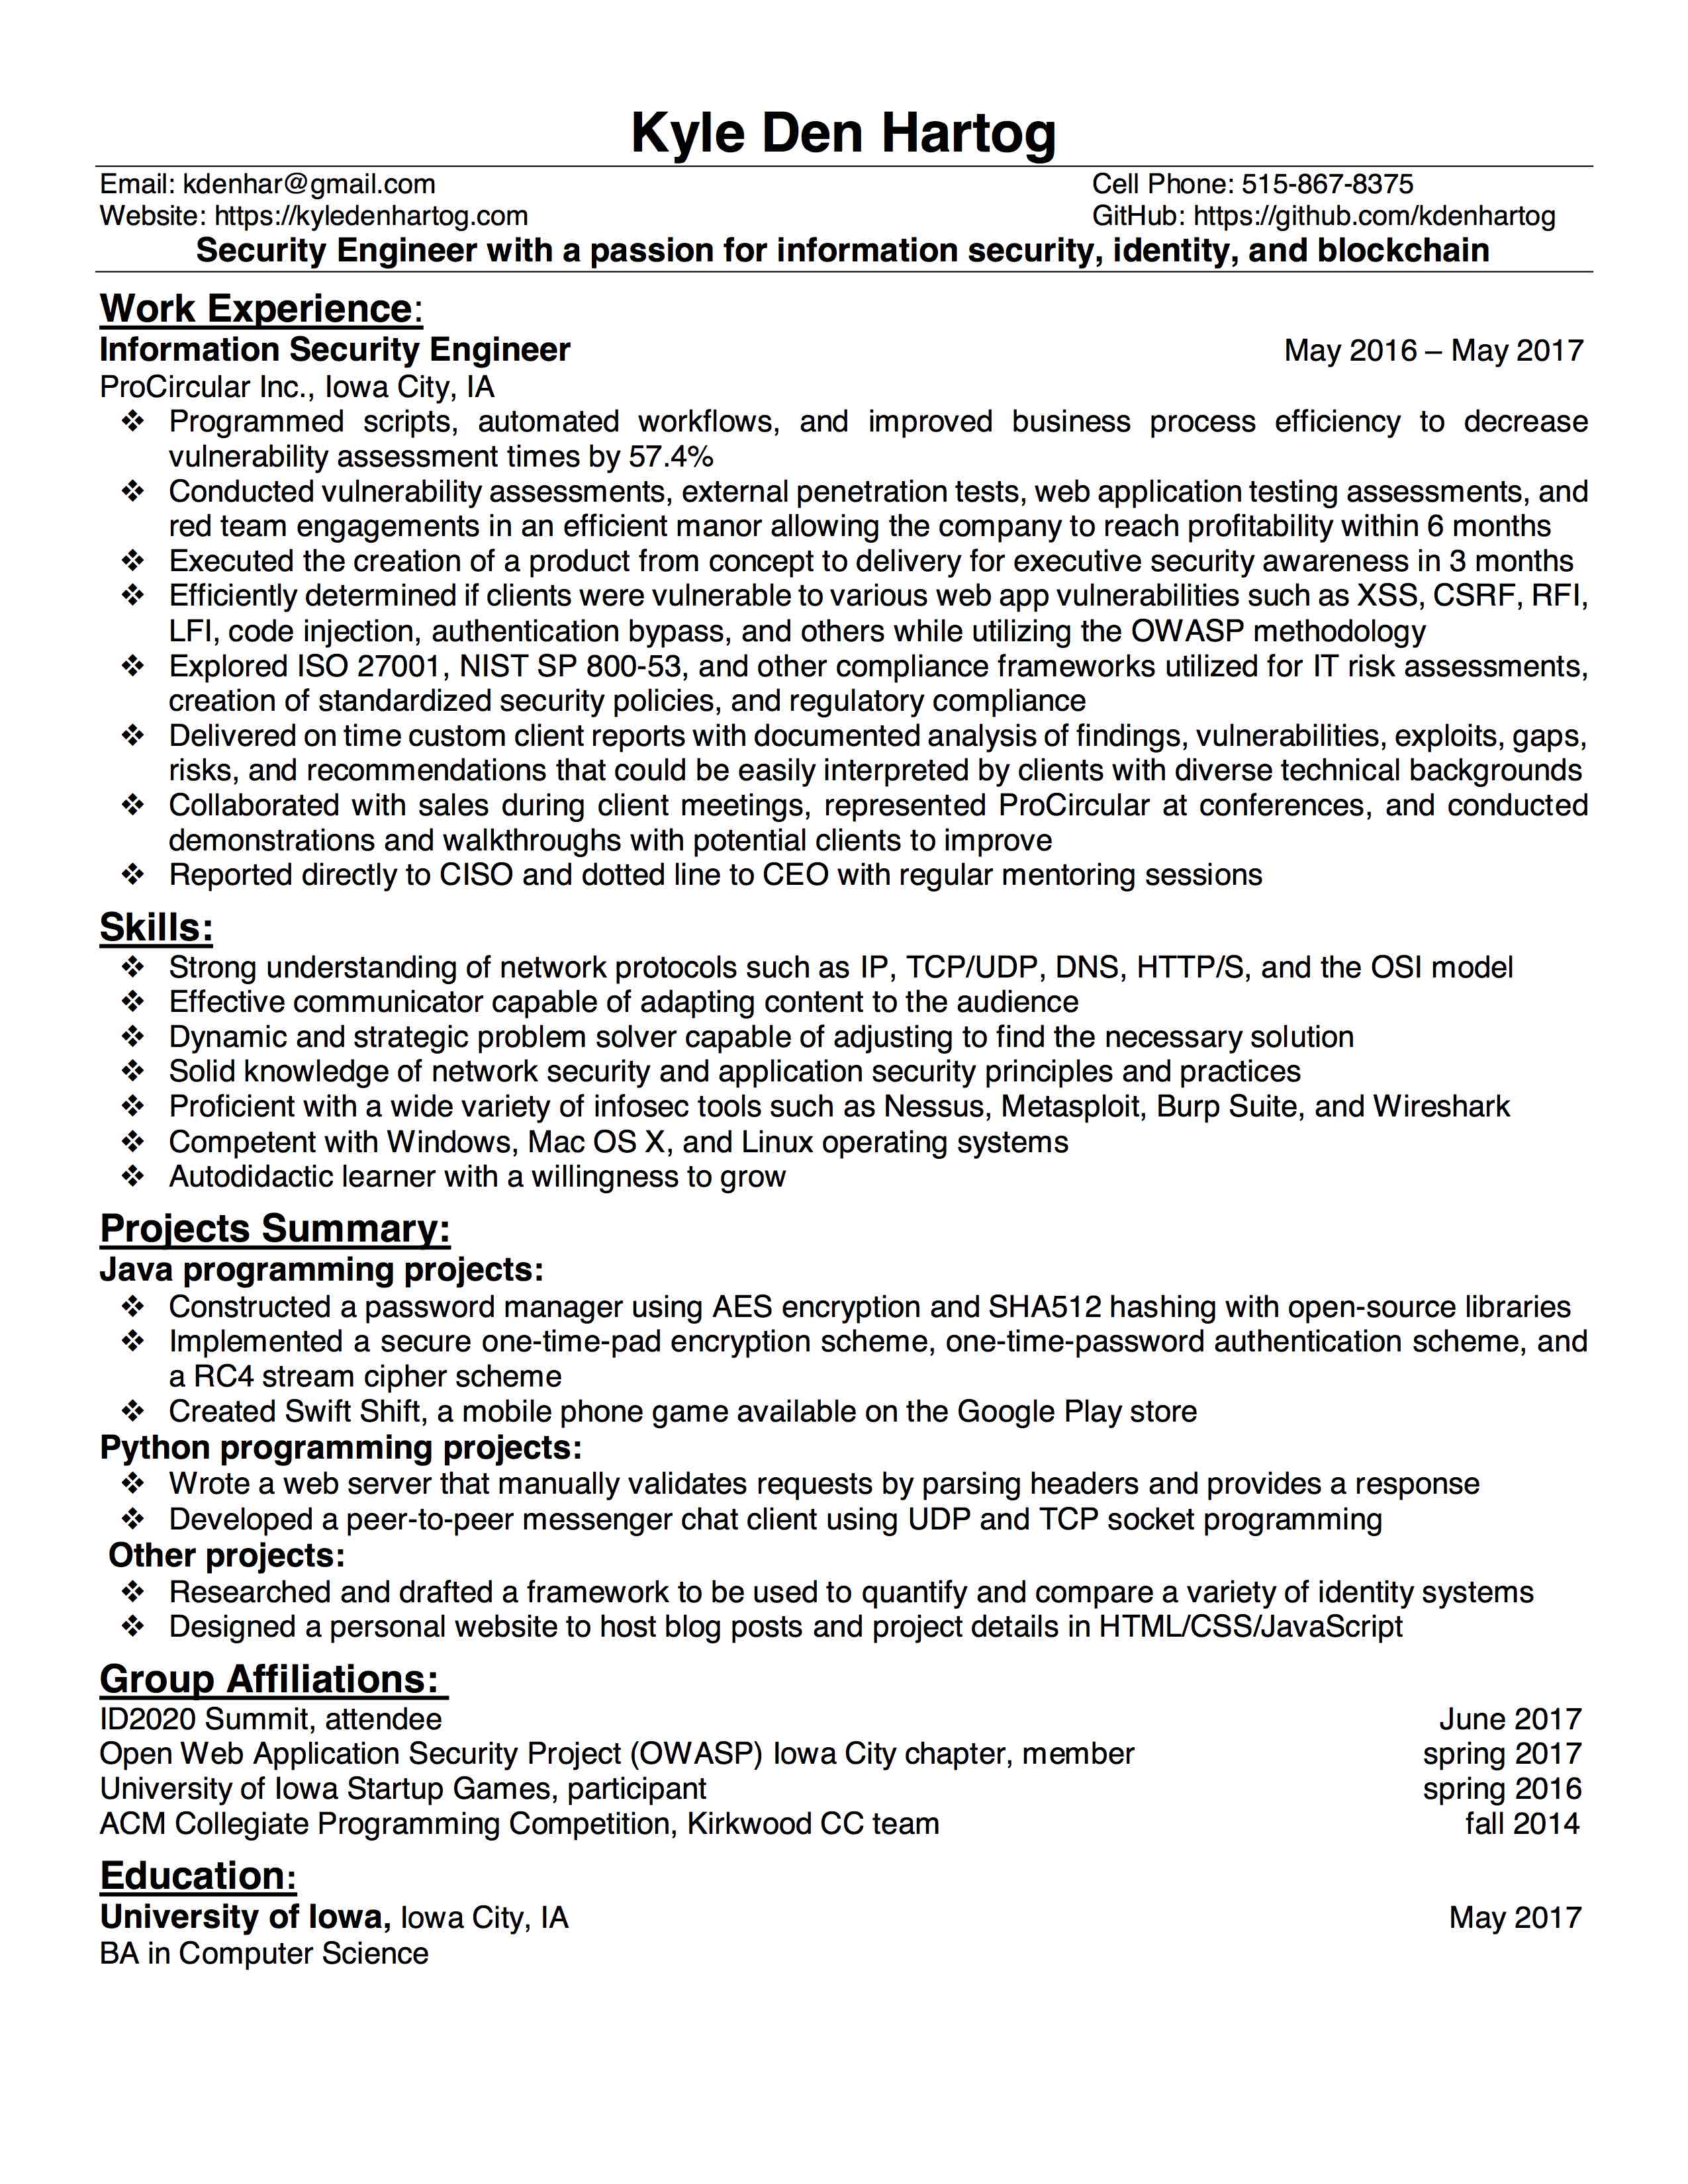 Kyle Den Hartog
Email: kdenhar@gmail.com Cell Phone: 515-867-8375
Website: https://kyledenhartog.com GitHub: https://github.com/kdenhartog
Security Engineer with a passion for information security, identity, and blockchain
Work Experience:
Information Security Engineer May 2016 – May 2017
ProCircular Inc., Iowa City, IA
❖ Programmed scripts, automated workflows, and improved business process efficiency to decrease
vulnerability assessment times by 57.4%
❖ Conducted vulnerability assessments, external penetration tests, web application testing assessments, and
red team engagements in an efficient manor allowing the company to reach profitability within 6 months
❖ Executed the creation of a product from concept to delivery for executive security awareness in 3 months
❖ Efficiently determined if clients were vulnerable to various web app vulnerabilities such as XSS, CSRF, RFI,
LFI, code injection, authentication bypass, and others while utilizing the OWASP methodology
❖ Explored ISO 27001, NIST SP 800-53, and other compliance frameworks utilized for IT risk assessments,
creation of standardized security policies, and regulatory compliance
❖ Delivered on time custom client reports with documented analysis of findings, vulnerabilities, exploits, gaps,
risks, and recommendations that could be easily interpreted by clients with diverse technical backgrounds
❖ Collaborated with sales during client meetings, represented ProCircular at conferences, and conducted
demonstrations and walkthroughs with potential clients to improve
❖ Reported directly to CISO and dotted line to CEO with regular mentoring sessions
Skills:
❖ Strong understanding of network protocols such as IP, TCP/UDP, DNS, HTTP/S, and the OSI model
❖ Effective communicator capable of adapting content to the audience
❖ Dynamic and strategic problem solver capable of adjusting to find the necessary solution
❖ Solid knowledge of network security and application security principles and practices
❖ Proficient with a wide variety of infosec tools such as Nessus, Metasploit, Burp Suite, and Wireshark
❖ Competent with Windows, Mac OS X, and Linux operating systems
❖ Autodidactic learner with a willingness to grow
Projects Summary:
Java programming projects:
❖ Constructed a password manager using AES encryption and SHA512 hashing with open-source libraries
❖ Implemented a secure one-time-pad encryption scheme, one-time-password authentication scheme, and
a RC4 stream cipher scheme
❖ Created Swift Shift, a mobile phone game available on the Google Play store
Python programming projects:
❖ Wrote a web server that manually validates requests by parsing headers and provides a response
❖ Developed a peer-to-peer messenger chat client using UDP and TCP socket programming
Other projects:
❖ Researched and drafted a framework to be used to quantify and compare a variety of identity systems
❖ Designed a personal website to host blog posts and project details in HTML/CSS/JavaScript
Group Affiliations:
ID2020 Summit, attendee June 2017
Open Web Application Security Project (OWASP) Iowa City chapter, member spring 2017
University of Iowa Startup Games, participant spring 2016
ACM Collegiate Programming Competition, Kirkwood CC team fall 2014
Education:
University of Iowa, Iowa City, IA May 2017
BA in Computer Science